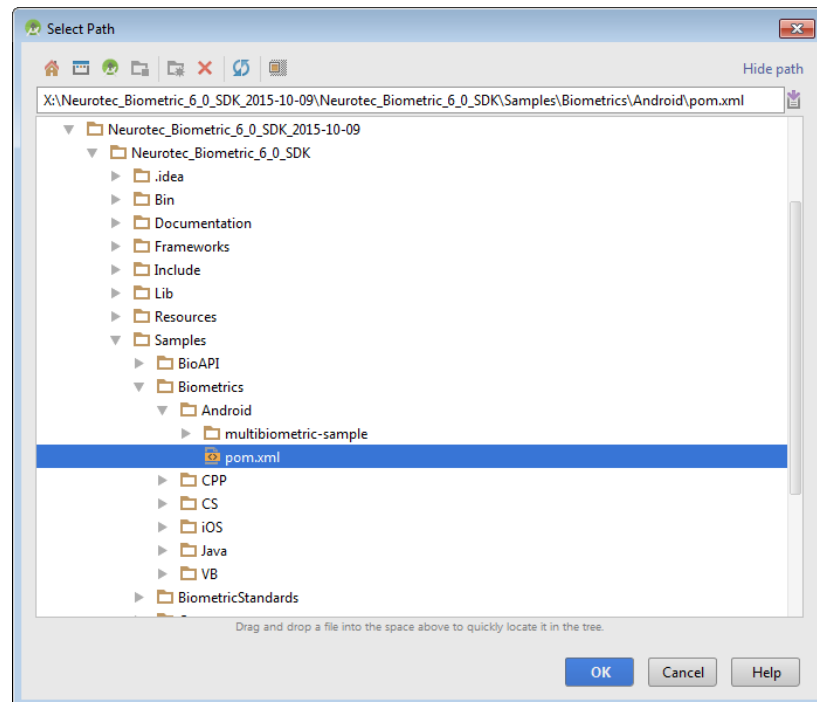 Select Path
Hide path
X:\Neurotec_Biometric_6_0_SDK_2015-10-09\Neurotec_Biometric_6_0_SDK\Samples\Biometrics\Android\pom.xml
Neurotec_Biometric_6_0_SDK_2015-10-09
Neurotec_Biometric_6_0_SDK
.idea
Bin
Documentation
Frameworks
Include
Lib
Resources
Samples
BioAPI
Biometrics
Android
multibiometric-sample
pom.xml
CPP
CS
iOS
Java
VB
BiometricStandards
Drag and drop a file into the space above to quickly locate it in the tree.
OK Cancel Help